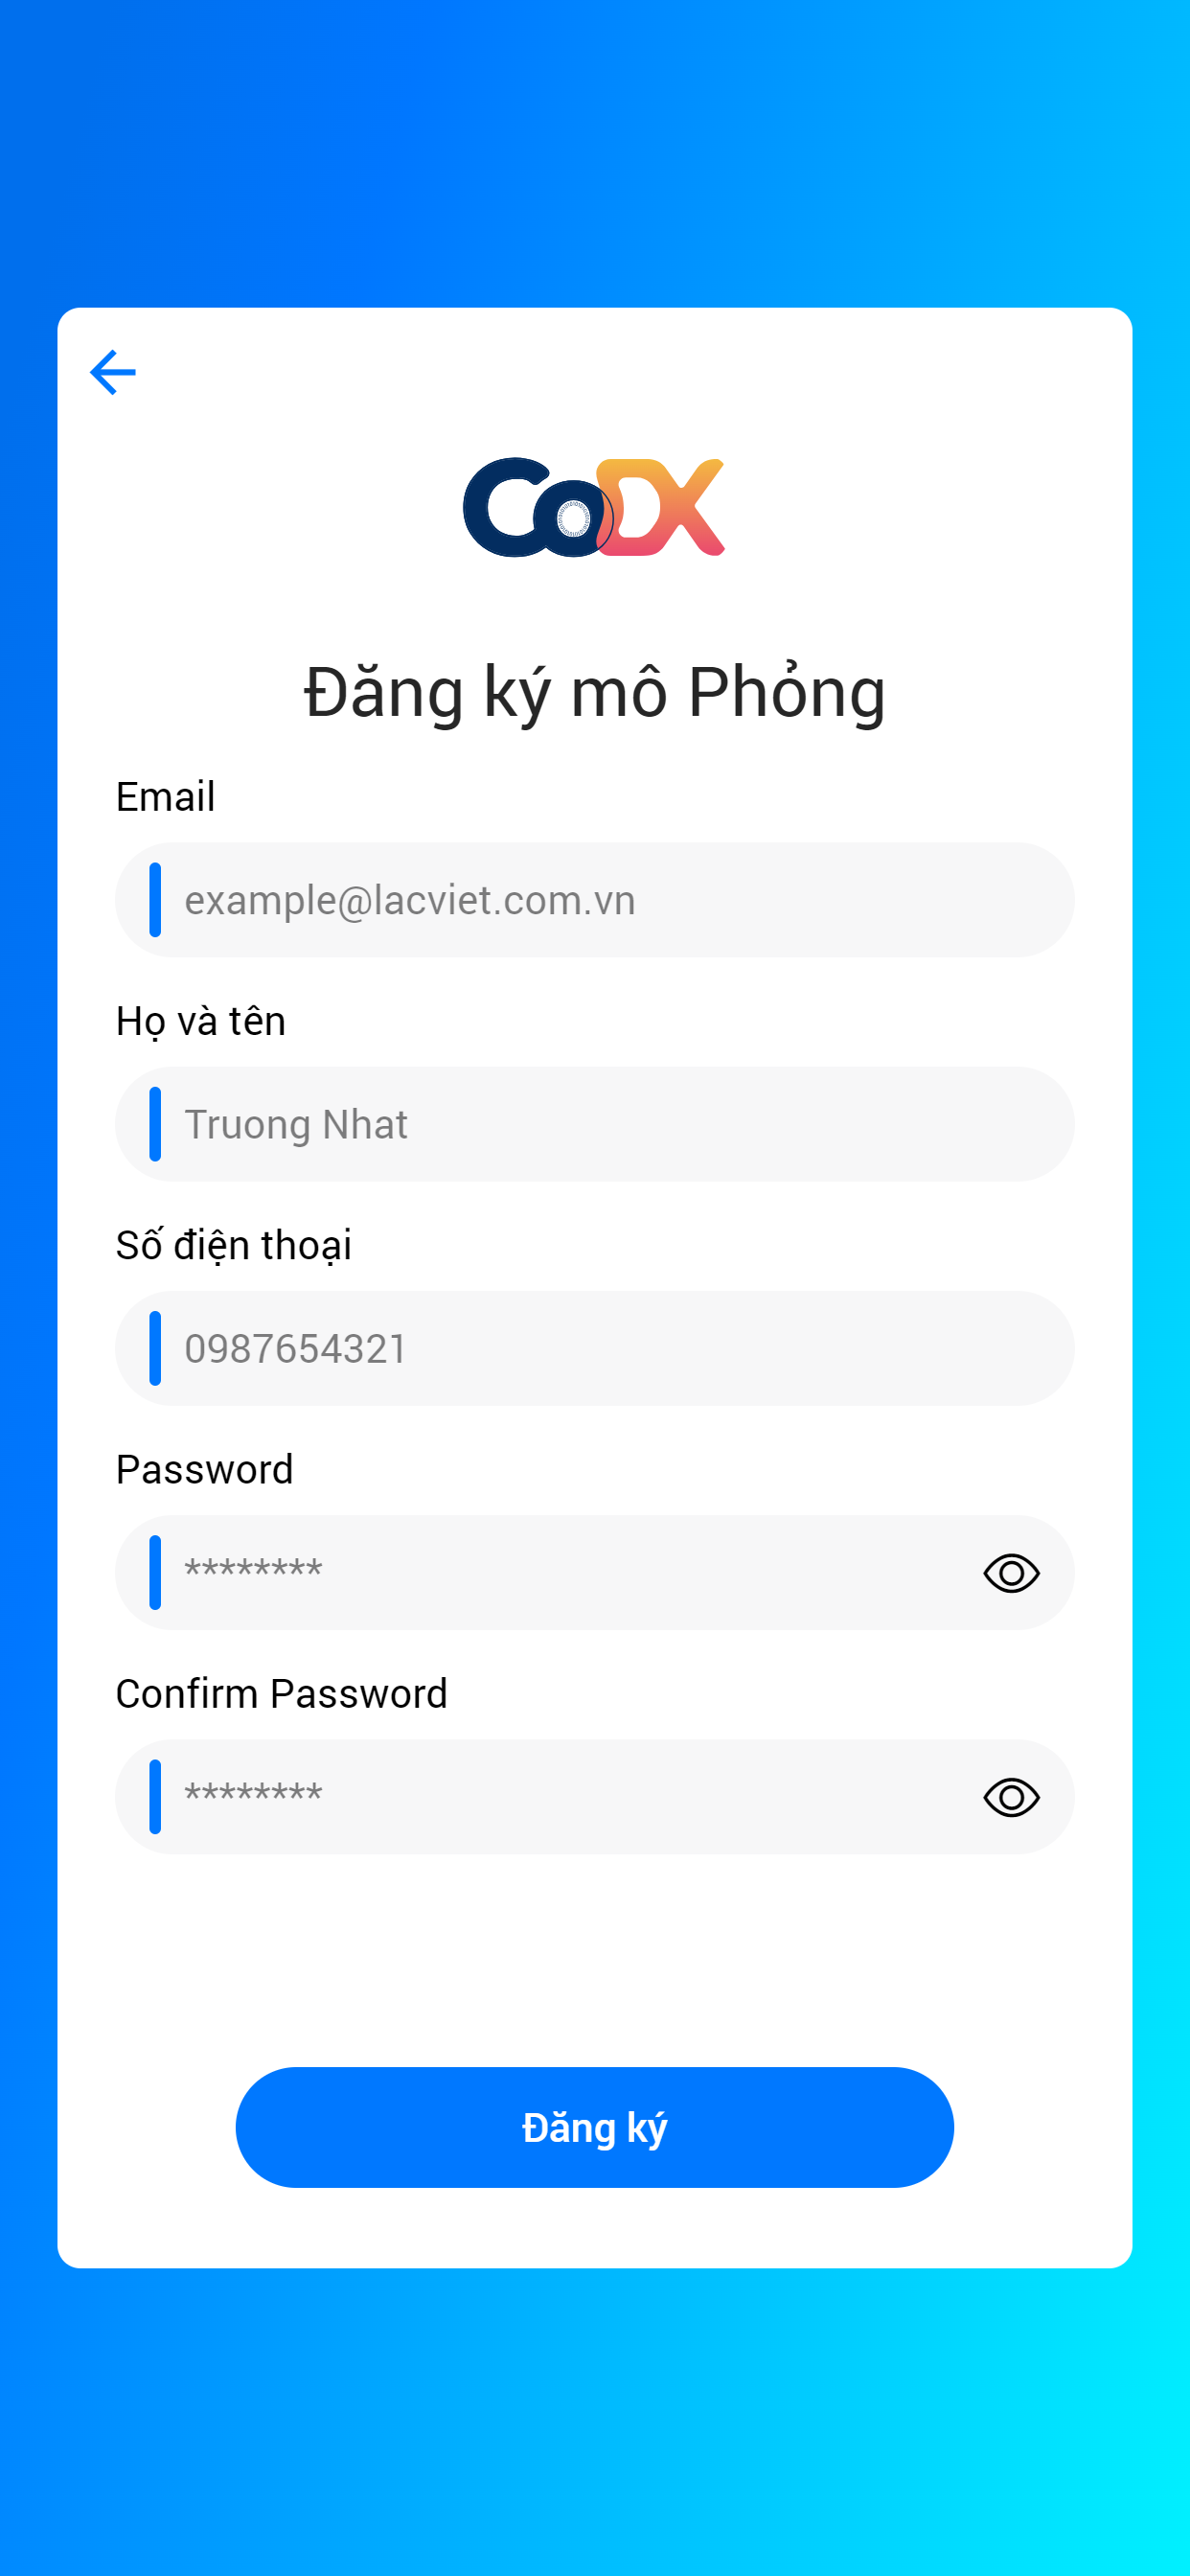 CoDX
Đăng ký mô Phỏng
Email
example@lacviet.com.vn
Họ và tên
Truong Nhat
Số điện thoại
0987654321
Password
********
Confirm Password
********
Đăng ký